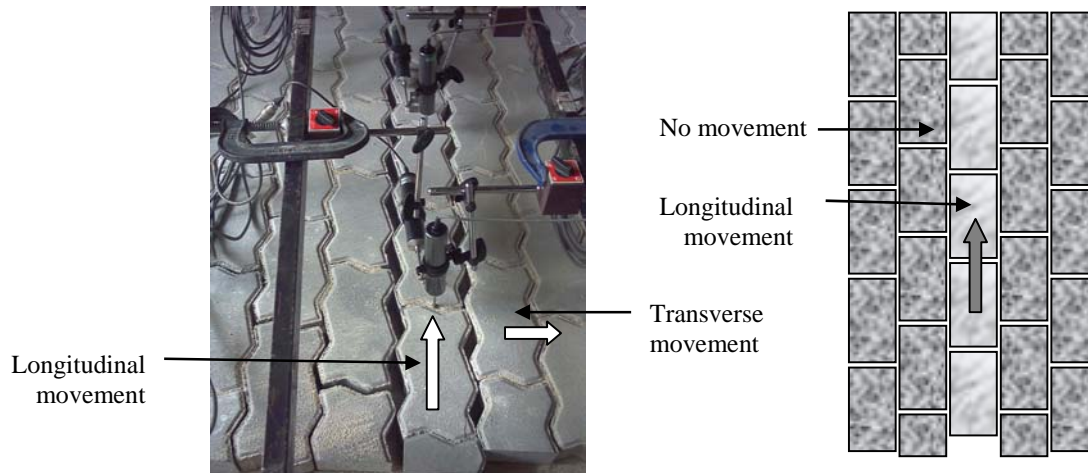 No movement
Longitudinal
movement
Transverse
movement
Longitudinal
movement